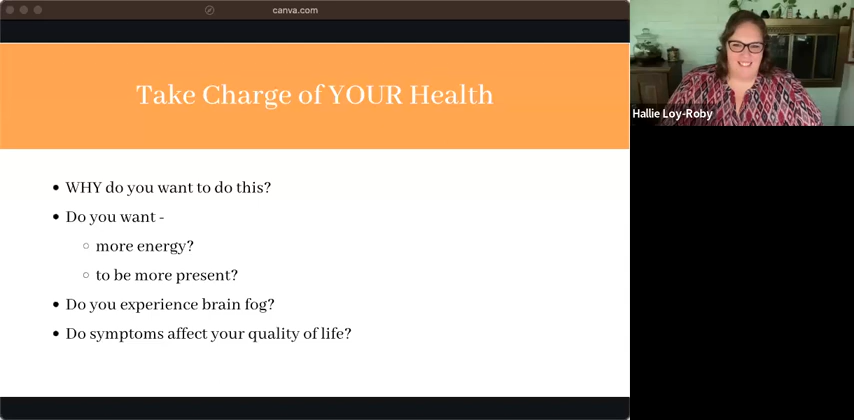 canva.com
Take Charge of YOUR Health
WHY do you want to do this?
Do you want -
more energy?
to be more present?
Do you experience brain fog?
Do symptoms affect your quality of life?
Hallie Loy-Roby